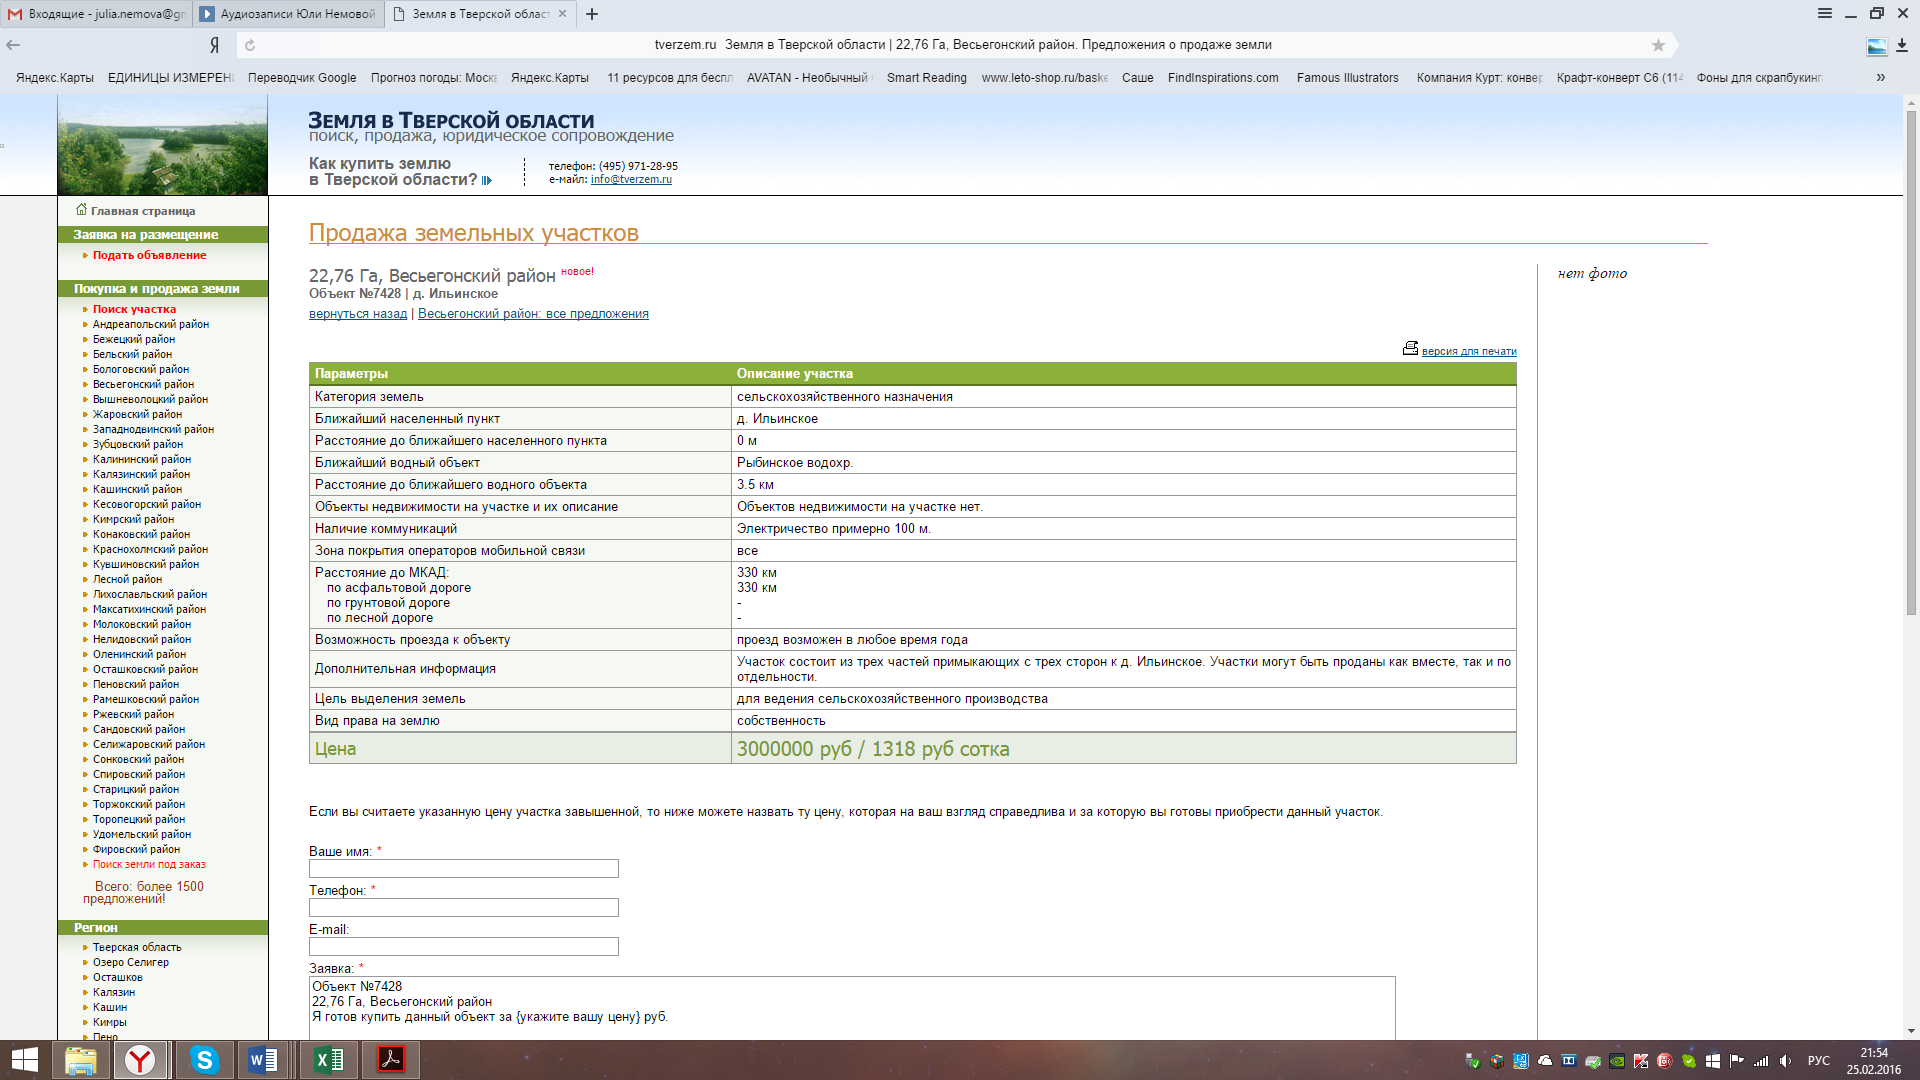 Входящие - julia.nemova@gm
Аудиозаписи Юли Немовой
Земля в Тверской област
tverzem.ru Земля в Тверской области | 22,76 Га, Весьегонский район. Предложения о продаже земли
Яндекс.Карты ЕДИНИЦЫ ИЗМЕРЕН Переводчик Google Прогноз погоды: Моск Яндекс.Карты 11 ресурсов для беспл AVATAN - Необычный Smart Reading www.leto-shop.ru/bask Саше FindInspirations.com Famous Illustrators Компания Курт: конвер Крафт-конверт С6 (114 Фоны для скрапбукинг »
Земля в Тверской области
поиск, продажа, юридическое сопровождение
Как купить землю
в Тверской области?
телефон: (495) 971-28-95
е-майл: info@tverzem.ru
Главная страница
Заявка на размещение
Подать объявление
Покупка и продажа земли
Поиск участка
Андреапольский район
Бежецкий район
Бельский район
Бологовский район
Весьегонский район
Вышневолоцкий район
Жарковский район
Западнодвинский район
Зубцовский район
Калининский район
Калязинский район
Кашинский район
Кесовогорский район
Кимрский район
Конаковский район
Краснохолмский район
Кувшиновский район
Лесной район
Лихославльский район
Максатихинский район
Молоковский район
Нелидовский район
Оленинский район
Осташковский район
Пеновский район
Рамешковский район
Ржевский район
Сандовский район
Селижаровский район
Сонковский район
Спировский район
Старицкий район
Торжокский район
Торопецкий район
Удомельский район
Фировский район
Поиск земли под заказ
Всего: более 1500
предложений!
Регион
Тверская область
Озеро Селигер
Осташков
Калязин
Кашин
Кимры
Пено
Продажа земельных участков
22,76 Га, Весьегонский район новое!
Объект №7428 | д. Ильинское
вернуться назад | Весьегонский район: все предложения
нет фото
версия для печати
Параметры Описание участка
Категория земель сельскохозяйственного назначения
Ближайший населенный пункт д. Ильинское
Расстояние до ближайшего населенного пункта 0 м
Ближайший водный объект Рыбинское водохр.
Расстояние до ближайшего водного объекта 3.5 км
Объекты недвижимости на участке и их описание Объектов недвижимости на участке нет.
Наличие коммуникаций Электричество примерно 100 м.
Зона покрытия операторов мобильной связи все
Расстояние до МКАД: 330 км
по асфальтовой дороге 330 км
по грунтовой дороге -
по лесной дороге -
Возможность проезда к объекту проезд возможен в любое время года
Дополнительная информация Участок состоит из трех частей примыкающих с трех сторон к д. Ильинское. Участки могут быть проданы как вместе, так и по
отдельности.
Цель выделения земель для ведения сельскохозяйственного производства
Вид права на землю собственность
Цена 3000000 руб / 1318 руб сотка
Если вы считаете указанную цену участка завышенной, то ниже можете назвать ту цену, которая на ваш взгляд справедлива и за которую вы готовы приобрести данный участок.
Ваше имя: *
Телефон: *
E-mail:
Заявка: *
Объект №7428
22,76 Га, Весьегонский район
Я готов купить данный объект за {укажите вашу цену} руб.
РУС
21:54
25.02.2016